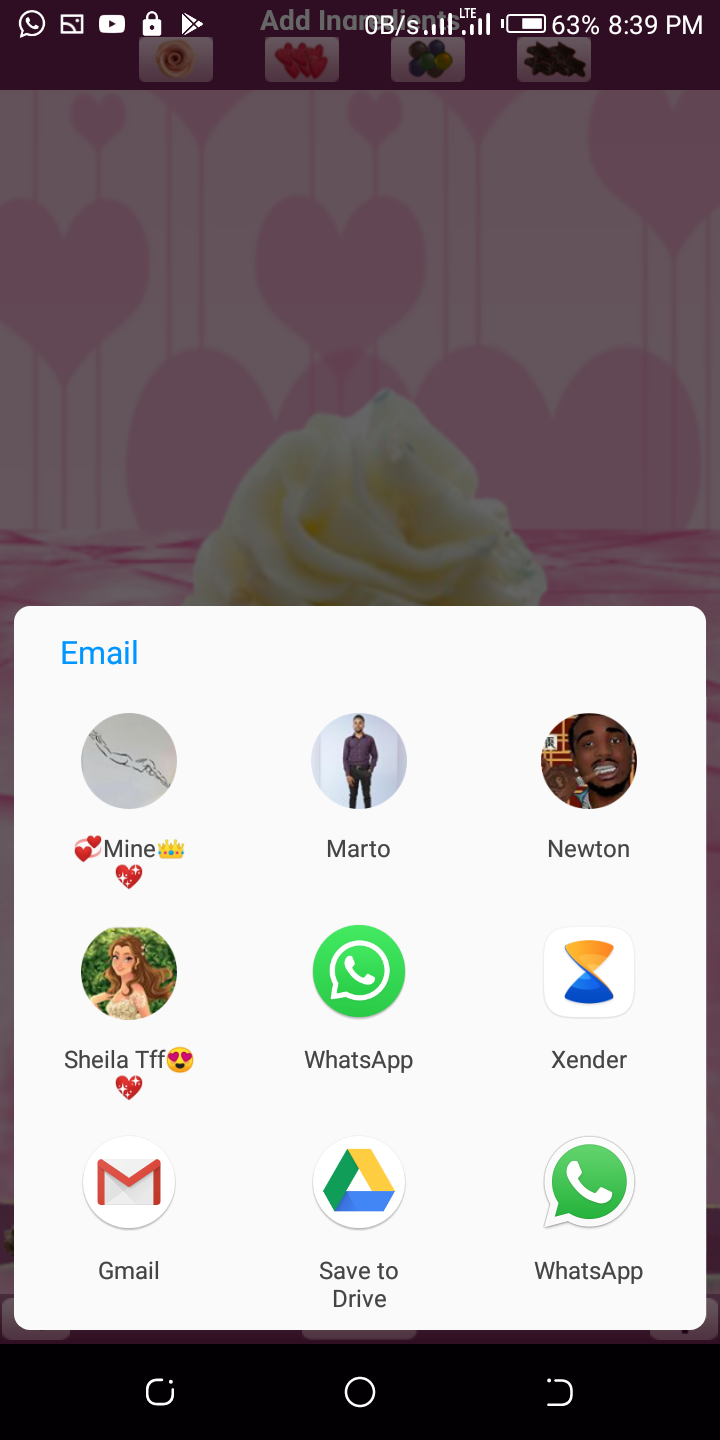 Add Ingredients
0B/s LTE 63% 8:39 PM
Email
💞Mine👑
💖
Marto
Newton
Sheila Tff😍
💖
WhatsApp
Xender
Gmail
Save to
Drive
WhatsApp